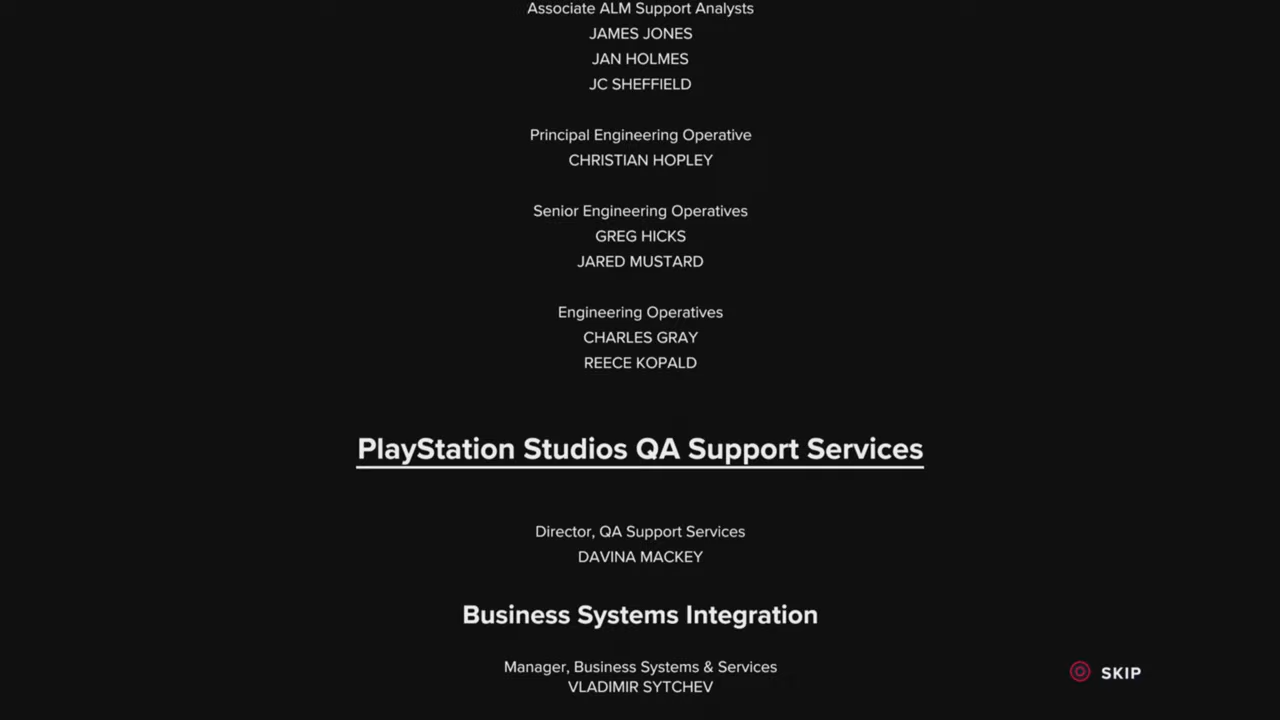 Associate ALM Support Analysts
JAMES JONES
JAN HOLMES
JC SHEFFIELD
Principal Engineering Operative
CHRISTIAN HOPLEY
Senior Engineering Operatives
GREG HICKS
JARED MUSTARD
Engineering Operatives
CHARLES GRAY
REECE KOPALD
PlayStation Studios QA Support Services
Director, QA Support Services
DAVINA MACKEY
Business Systems Integration
Manager, Business Systems & Services
VLADIMIR SYTCHEV
SKIP